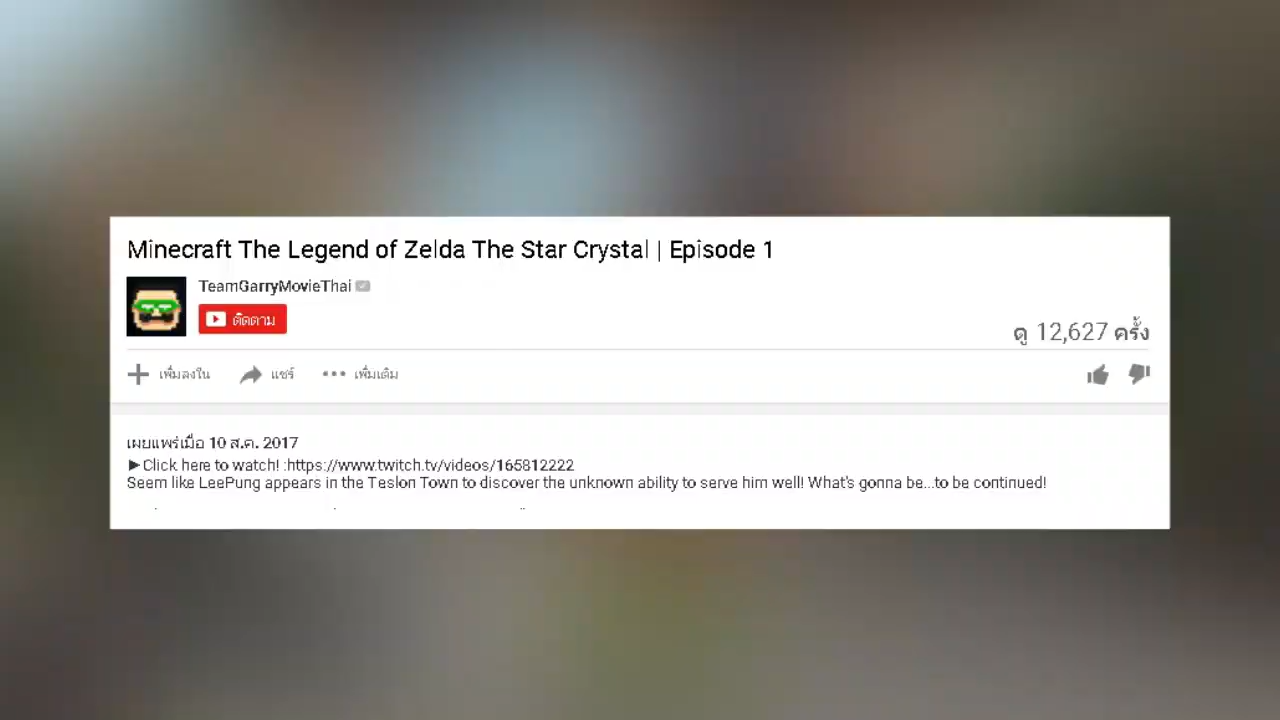 Minecraft The Legend of Zelda The Star Crystal | Episode 1
TeamGarryMovieThai
ติดตาม
ดู 12,627 ครั้ง
เพิ่มลงใน แชร์ เพิ่มเติม
เผยแพร่เมื่อ 10 ส.ค. 2017
►Click here to watch! :https://www.twitch.tv/videos/165812222
Seem like LeePung appears in the Teslon Town to discover the unknown ability to serve him well! What's gonna be...to be continued!